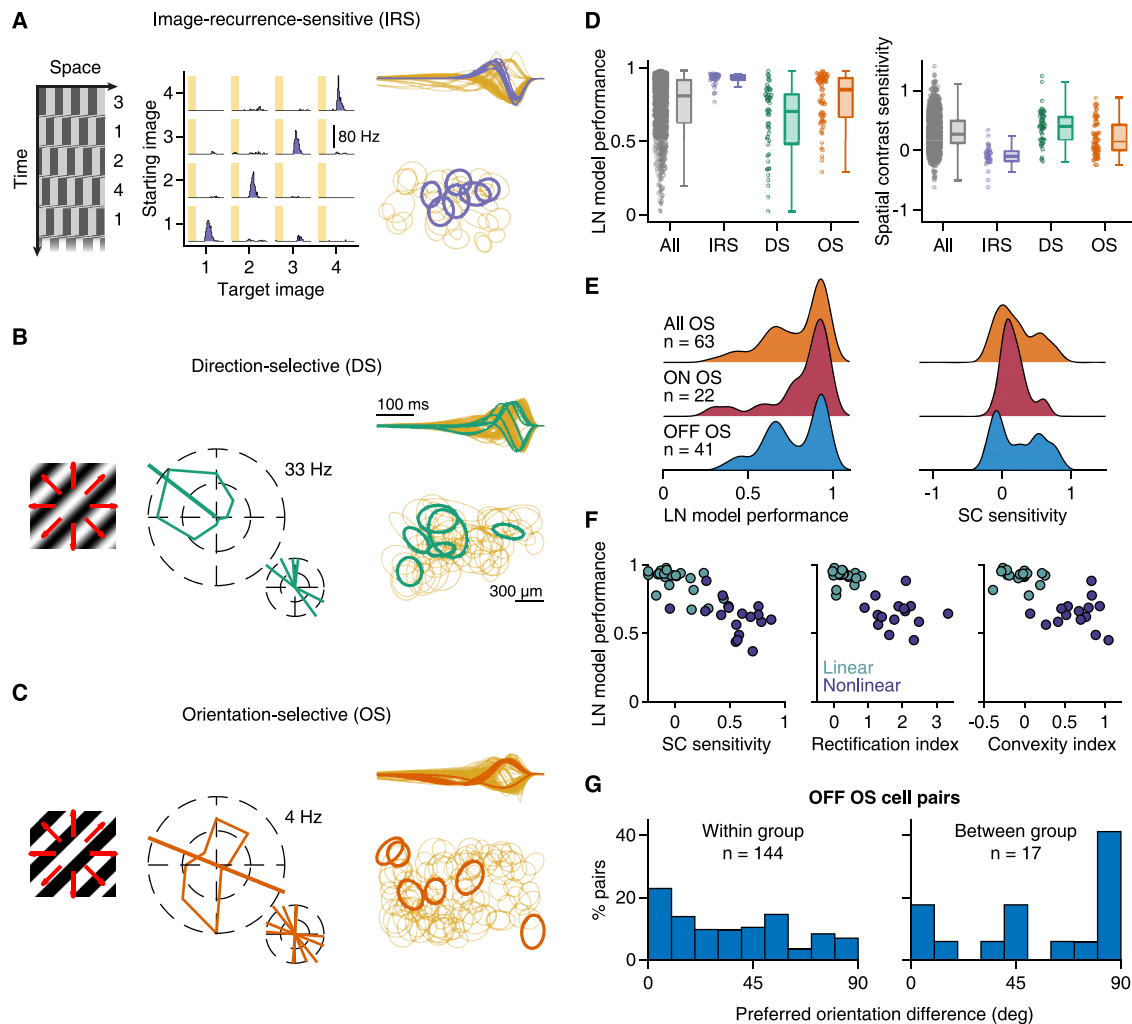 A
Image-recurrence-sensitive (IRS)
Space
Time
3
1
2
4
1
Starting image
4
3
2
1
80 Hz
1 2 3 4
Target image
B
Direction-selective (DS)
33 Hz
100 ms
300 µm
C
Orientation-selective (OS)
4 Hz
D
LN model performance
1
0.5
0
All IRS DS OS
Spatial contrast sensitivity
1
0
-1
All IRS DS OS
E
All OS
n = 63
ON OS
n = 22
OFF OS
n = 41
0 0.5 1
LN model performance
-1 0 1
SC sensitivity
F
LN model performance
1
0.5
0
0 0.5 1
SC sensitivity
Linear
Nonlinear
0 1 2 3
Rectification index
-0.5 0 0.5 1
Convexity index
G
OFF OS cell pairs
% pairs
40
20
0
Within group
n = 144
0 45 90
Between group
n = 17
0 45 90
Preferred orientation difference (deg)